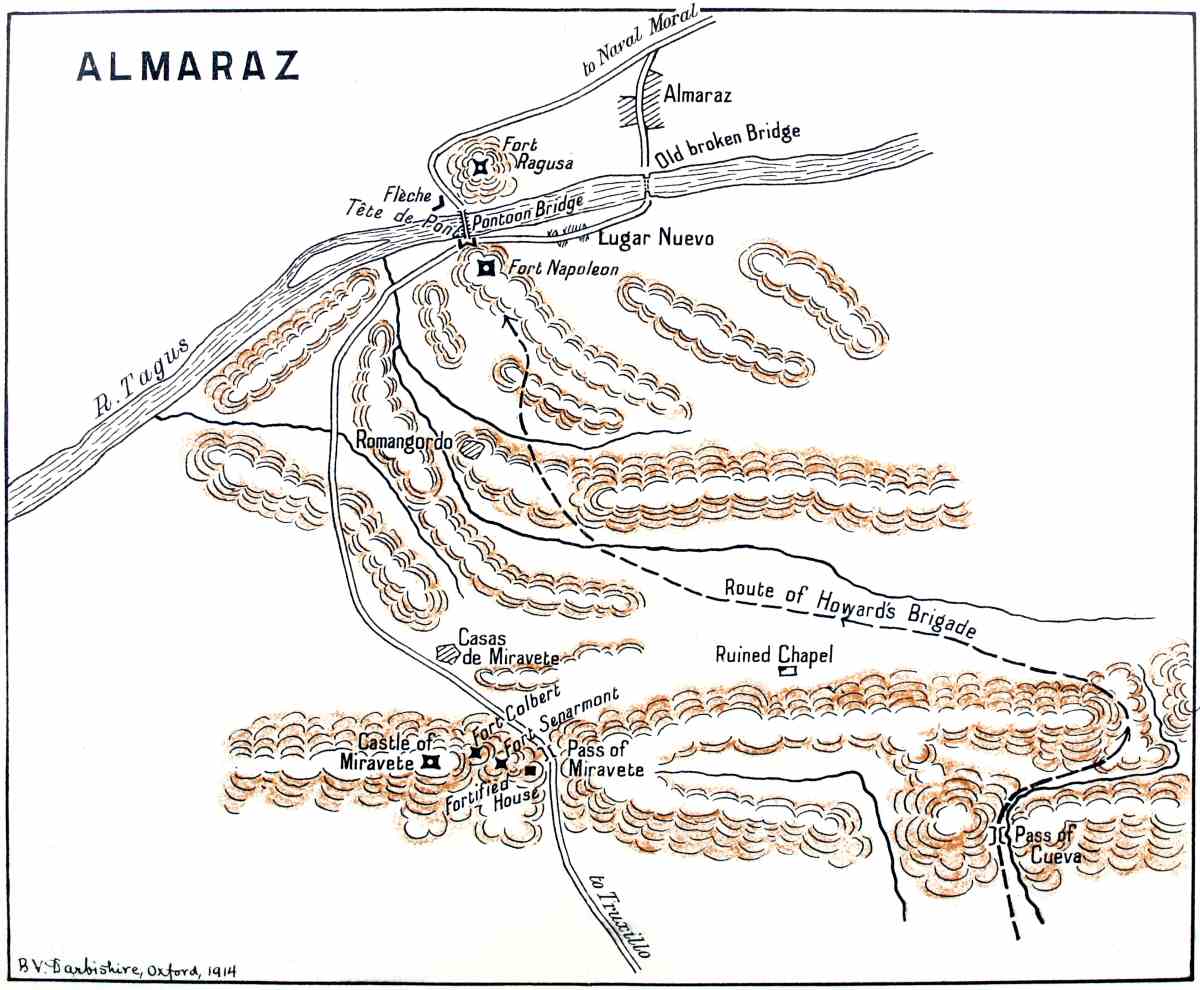 ALMARAZ
to Naval Moral
Almaraz
Old broken Bridge
Fort
Ragusa
Flèche
Tête de Pont
Pontoon Bridge
Lugar Nuevo
Fort Napoleon
R. Tagus
Romangordo
Route of Howard's Brigade
Casas
de Miravete
Ruined Chapel
Fort Colbert
Fort Senarmont
Castle of
Miravete
Pass of
Miravete
Fortified
House
Pass of
Cueva
to Truxillo
B.V. Darbishire, Oxford, 1914